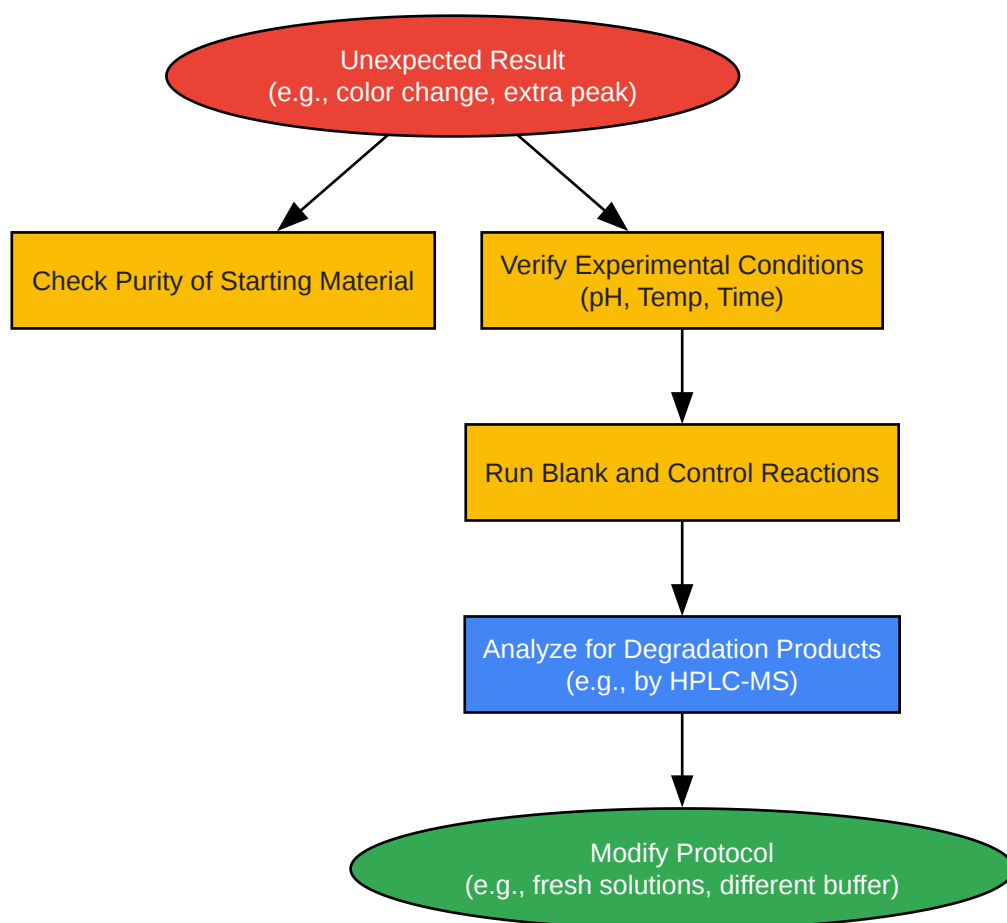 Unexpected Result
(e.g., color change, extra peak)
Check Purity of Starting Material
Verify Experimental Conditions
(pH, Temp, Time)
Run Blank and Control Reactions
Analyze for Degradation Products
(e.g., by HPLC-MS)
Modify Protocol
(e.g., fresh solutions, different buffer)